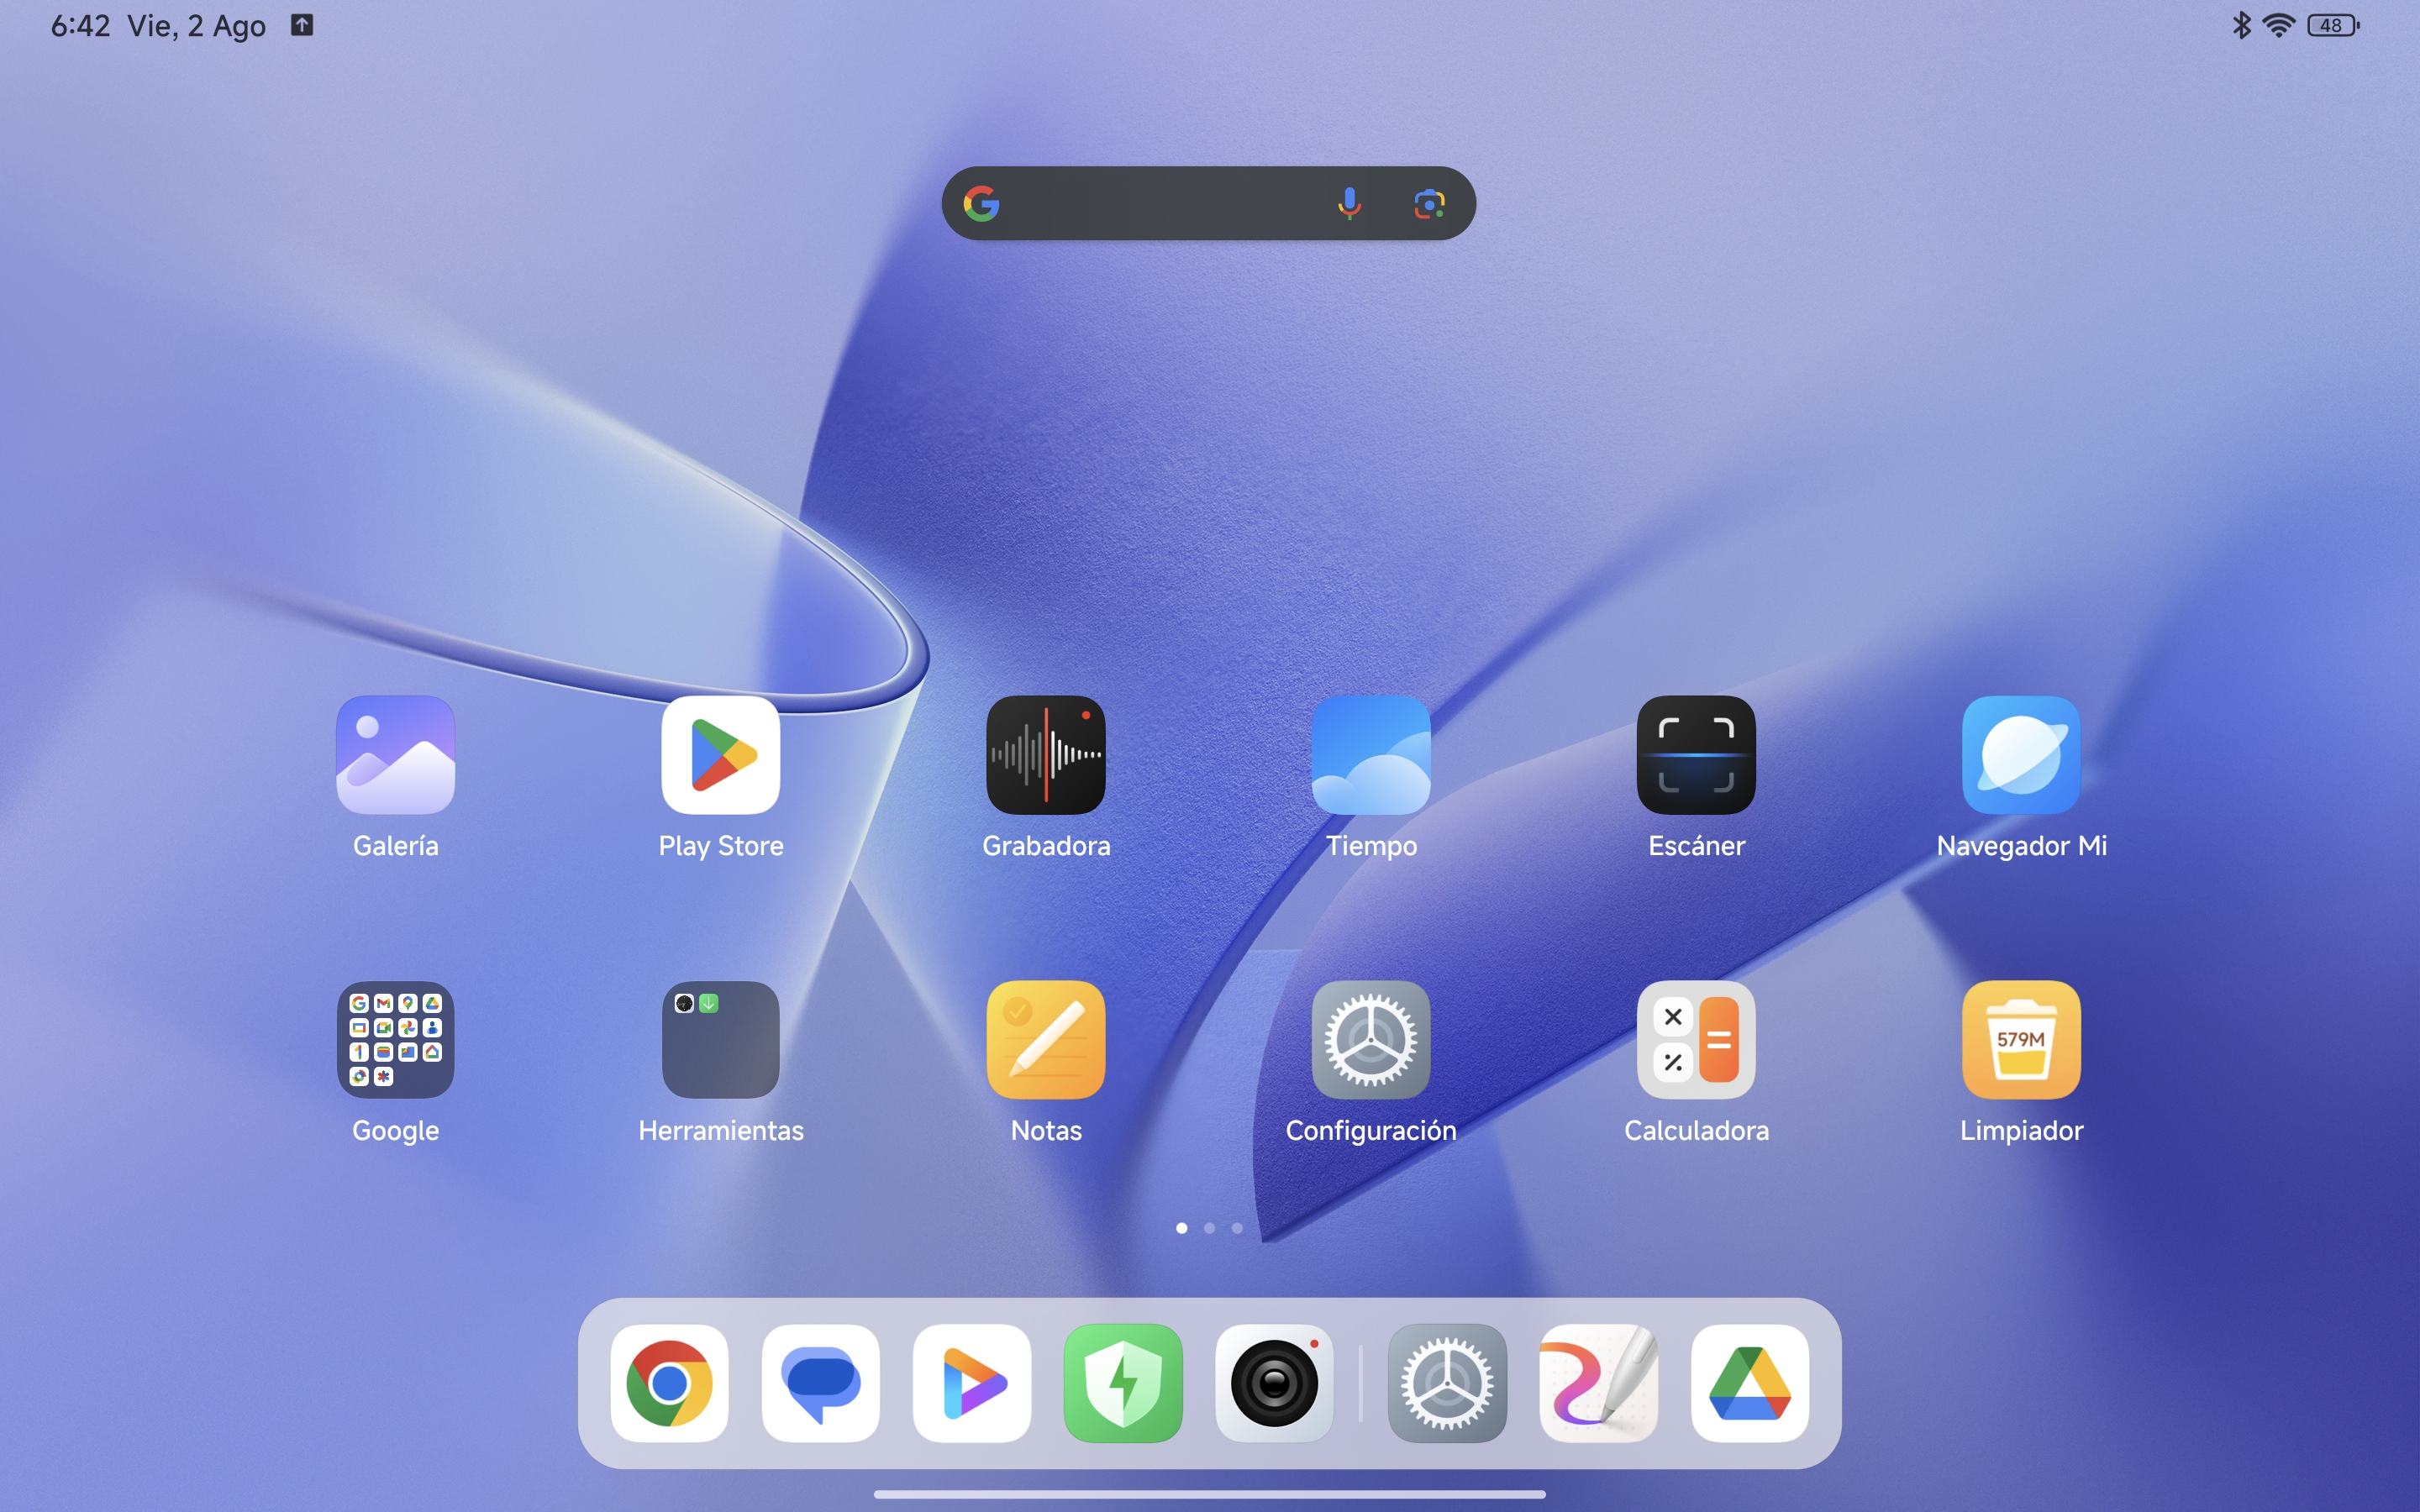 6:42 Vie, 2 Ago
48
Galería
Play Store
Grabadora
Tiempo
Escáner
Navegador Mi
579M
Google
Herramientas
Notas
Configuración
Calculadora
Limpiador